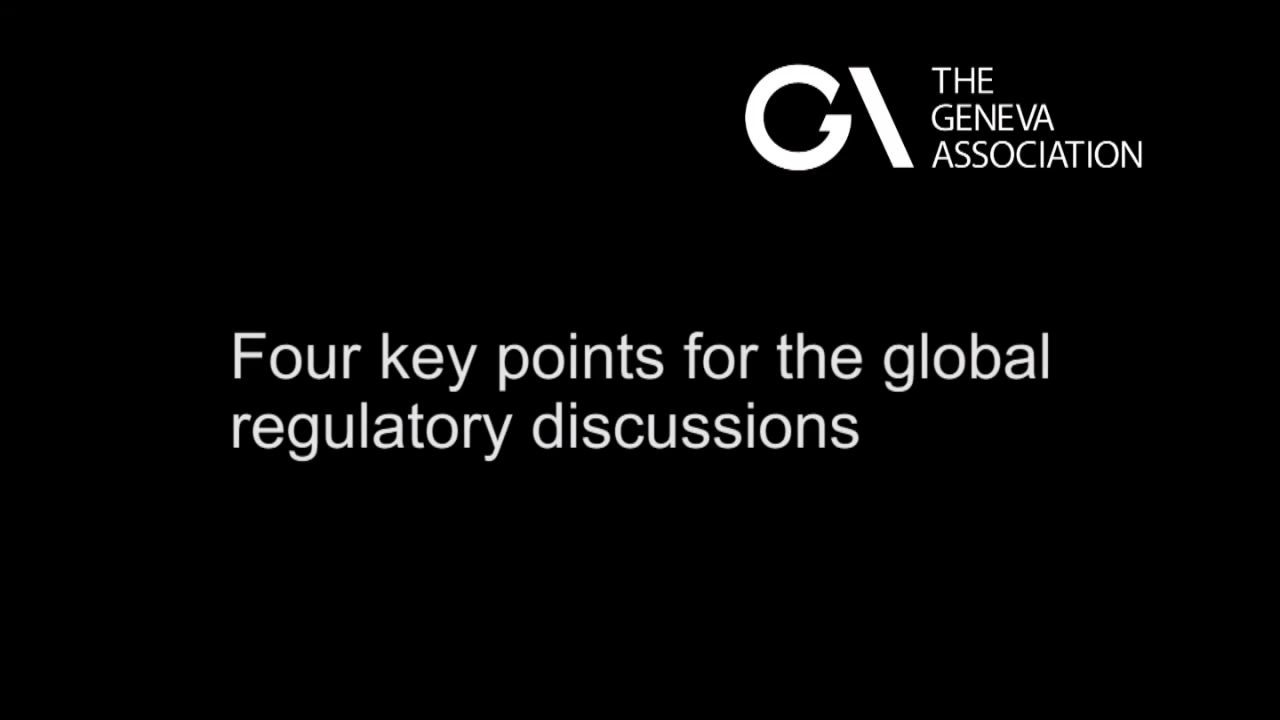 GA
THE
GENEVA
ASSOCIATION
Four key points for the global
regulatory discussions